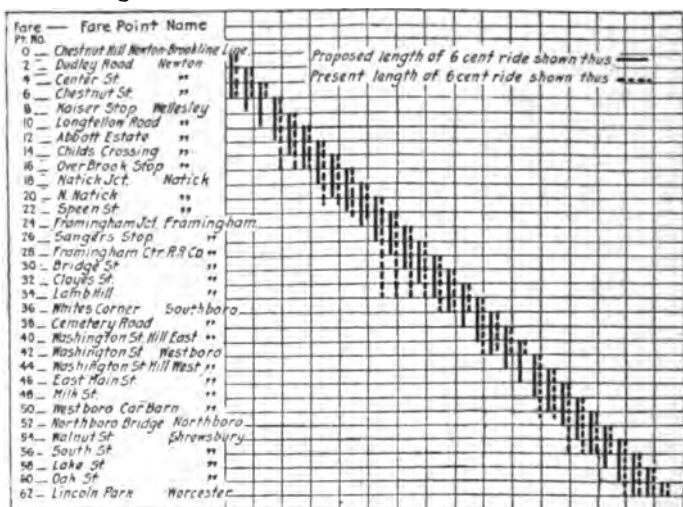 Fare — Fare Point Name
Pt. No.
0 — Chestnut Hill Newton-Brookline Line.
2 — Dudley Road Newton
4 — Center St. "
6 — Chestnut St. "
8 — Kaiser Stop Wellesley
10 — Longfellow Road "
12 — Abbott Estate "
14 — Childs Crossing "
16 — Over Brook Stop "
18 — Natick Jct. Natick
20 — N. Natick "
22 — Speen St "
24 — Framingham Jct. Framingham.
26 — Sangers Stop "
28 — Framingham Ctr R.R Co "
30 — Bridge St "
32 — Cloyes St. "
34 — Lamb Hill "
36 — Whites Corner Southboro
38 — Cemetery Road "
40 — Washington St. Hill East "
42 — Washington St Westboro
44 — Washington St Hill West "
46 — East Main St. "
48 — Milk St. "
50 — Westboro Car Barn "
52 — Northboro Bridge Northboro
54 — Walnut St Shrewsbury
56 — South St "
58 — Lake St "
60 — Oak St "
62 — Lincoln Park Worcester
Proposed length of 6 cent ride shown thus
Present length of 6 cent ride shown thus